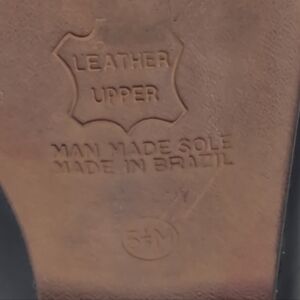 LEATHER
UPPER
MAN MADE SOLE
MADE IN BRAZIL
5½M